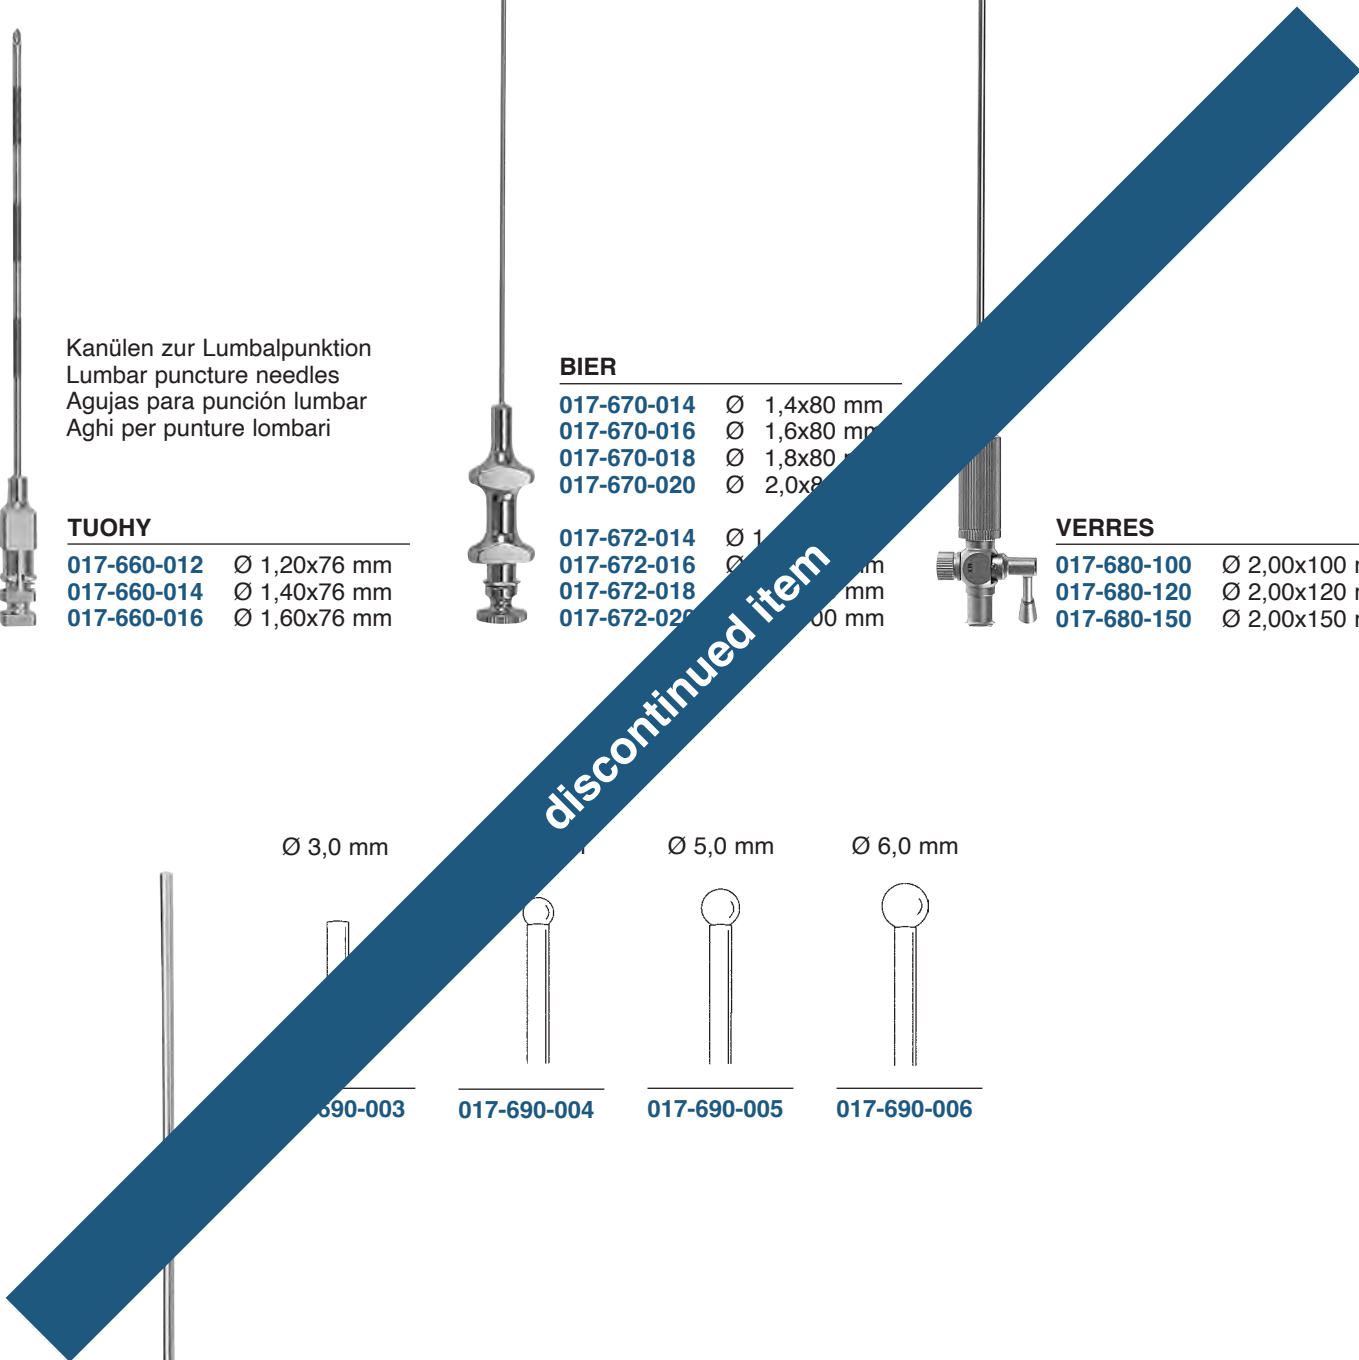 Kanülen zur Lumbalpunktion
Lumbar puncture needles
Agujas para punción lumbar
Aghi per punture lombari
TUOHY
017-660-012 Ø 1,20x76 mm
017-660-014 Ø 1,40x76 mm
017-660-016 Ø 1,60x76 mm
BIER
017-670-014 Ø 1,4x80 mm
017-670-016 Ø 1,6x80 mm
017-670-018 Ø 1,8x80
017-670-020 Ø
017-672-014 Ø
017-672-016 Ø mm
017-672-018 mm
mm
VERRES
017-680-100 Ø 2,00x100
017-680-120 Ø 2,00x120
017-680-150 Ø 2,00x150
discontinued item
Ø 3,0 mm
Ø 5,0 mm
Ø 6,0 mm
017-690-004
017-690-005
017-690-006